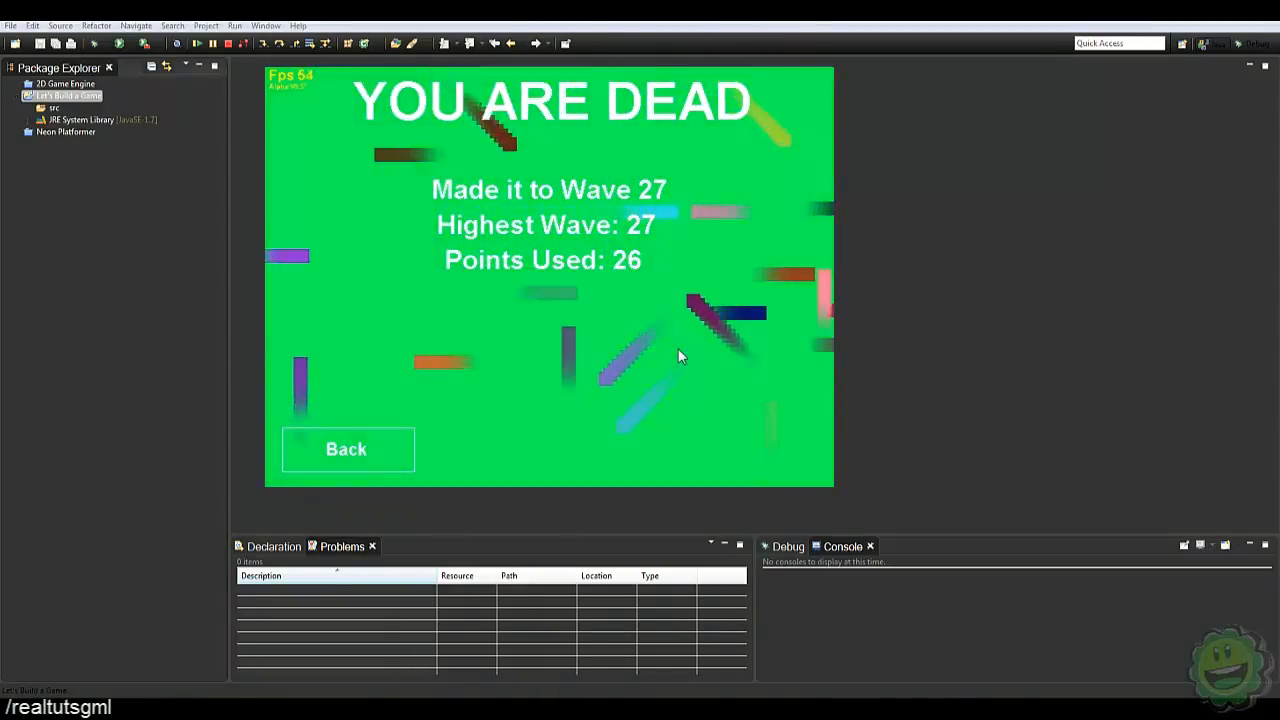 File Edit Source Refactor Navigate Search Project Run Window Help
Quick Access
Debug
Package Explorer
2D Game Engine
Let's Build a Game
src
JRE System Library [JavaSE-1.7]
Neon Platformer
Fps 54
YOU ARE DEAD
Made it to Wave 27
Highest Wave: 27
Points Used: 26
Back
Declaration Problems
0 items
Description Resource Path Location Type
Debug Console
No consoles to display at this time.
Let's Build a Game
/realtutsgml